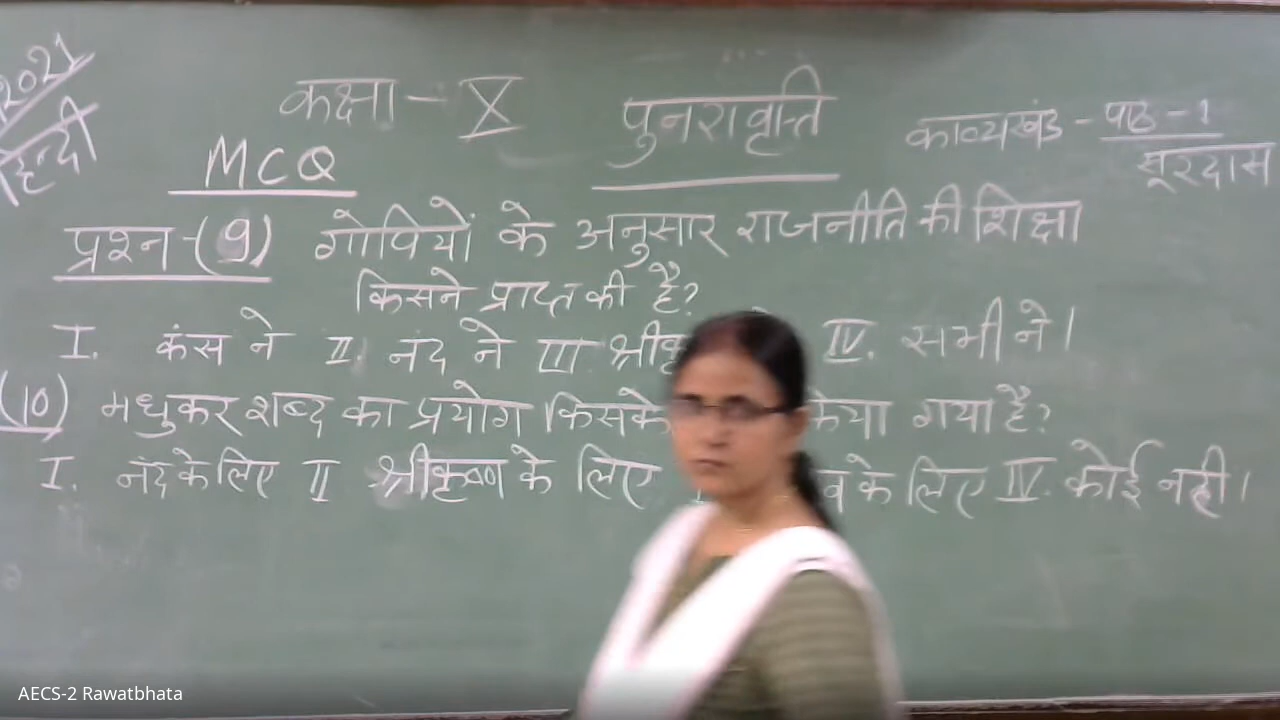 2021
हिन्दी
कक्षा - X पुनरावृत्ति काव्यखंड - पाठ - 1
सूरदास
MCQ
प्रश्न-(9) गोपियों के अनुसार राजनीति की शिक्षा
किसने प्राप्त की है?
I. कंस ने II. नंद ने III. IV. सभी ने।
(10) मधुकर शब्द का प्रयोग किसके गया है?
I. नंद के लिए II श्रीकृष्ण के लिए के लिए IV. कोई नही।
AECS-2 Rawatbhata